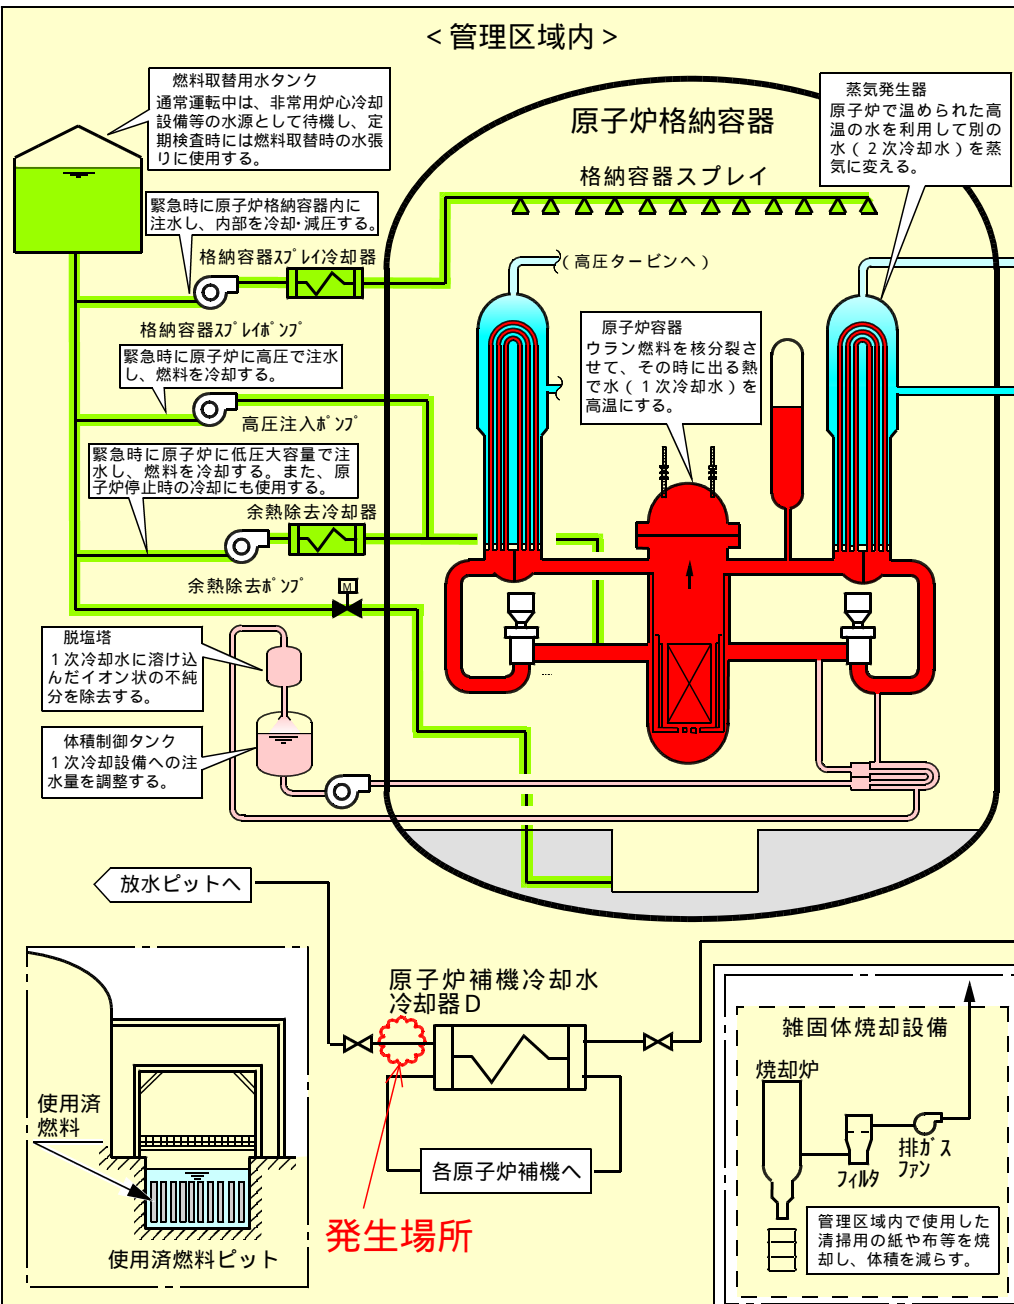 ＜管理区域内＞
燃料取替用水タンク
通常運転中は、非常用炉心冷却
設備等の水源として待機し、定
期検査時には燃料取替時の水張
りに使用する。
蒸気発生器
原子炉で温められた高
温の水を利用して別の
水（２次冷却水）を蒸
気に変える。
原子炉格納容器
格納容器スプレイ
緊急時に原子炉格納容器内に
注水し、内部を冷却・減圧する。
格納容器ｽﾌﾟﾚｲ冷却器
（高圧タービンへ）
格納容器ｽﾌﾟﾚｲﾎﾟﾝﾌﾟ
原子炉容器
ウラン燃料を核分裂さ
せて、その時に出る熱
で水（１次冷却水）を
高温にする。
緊急時に原子炉に高圧で注水
し、燃料を冷却する。
高圧注入ﾎﾟﾝﾌﾟ
緊急時に原子炉に低圧大容量で注
水し、燃料を冷却する。また、原
子炉停止時の冷却にも使用する。
余熱除去冷却器
余熱除去ﾎﾟﾝﾌﾟ
M
脱塩塔
１次冷却水に溶け込
んだイオン状の不純
分を除去する。
体積制御タンク
１次冷却設備への注
水量を調整する。
放水ピットへ
原子炉補機冷却水
冷却器Ｄ
各原子炉補機へ
発生場所
使用済
燃料
使用済燃料ピット
雑固体焼却設備
焼却炉
ﾌｨﾙﾀ
排ｶﾞｽ
ﾌｧﾝ
管理区域内で使用した
清掃用の紙や布等を焼
却し、体積を減らす。